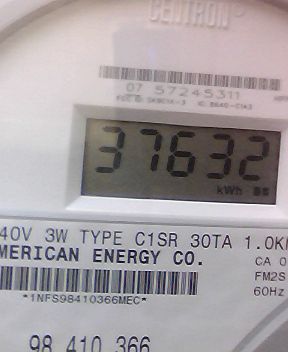 CENTRON®
07 57245311
37632
kWh
40V 3W TYPE C1SR 30TA 1.0K
MERICAN ENERGY CO.
CA 0
FM2S
60Hz
*1NFS98410366MEC*
98 410 366